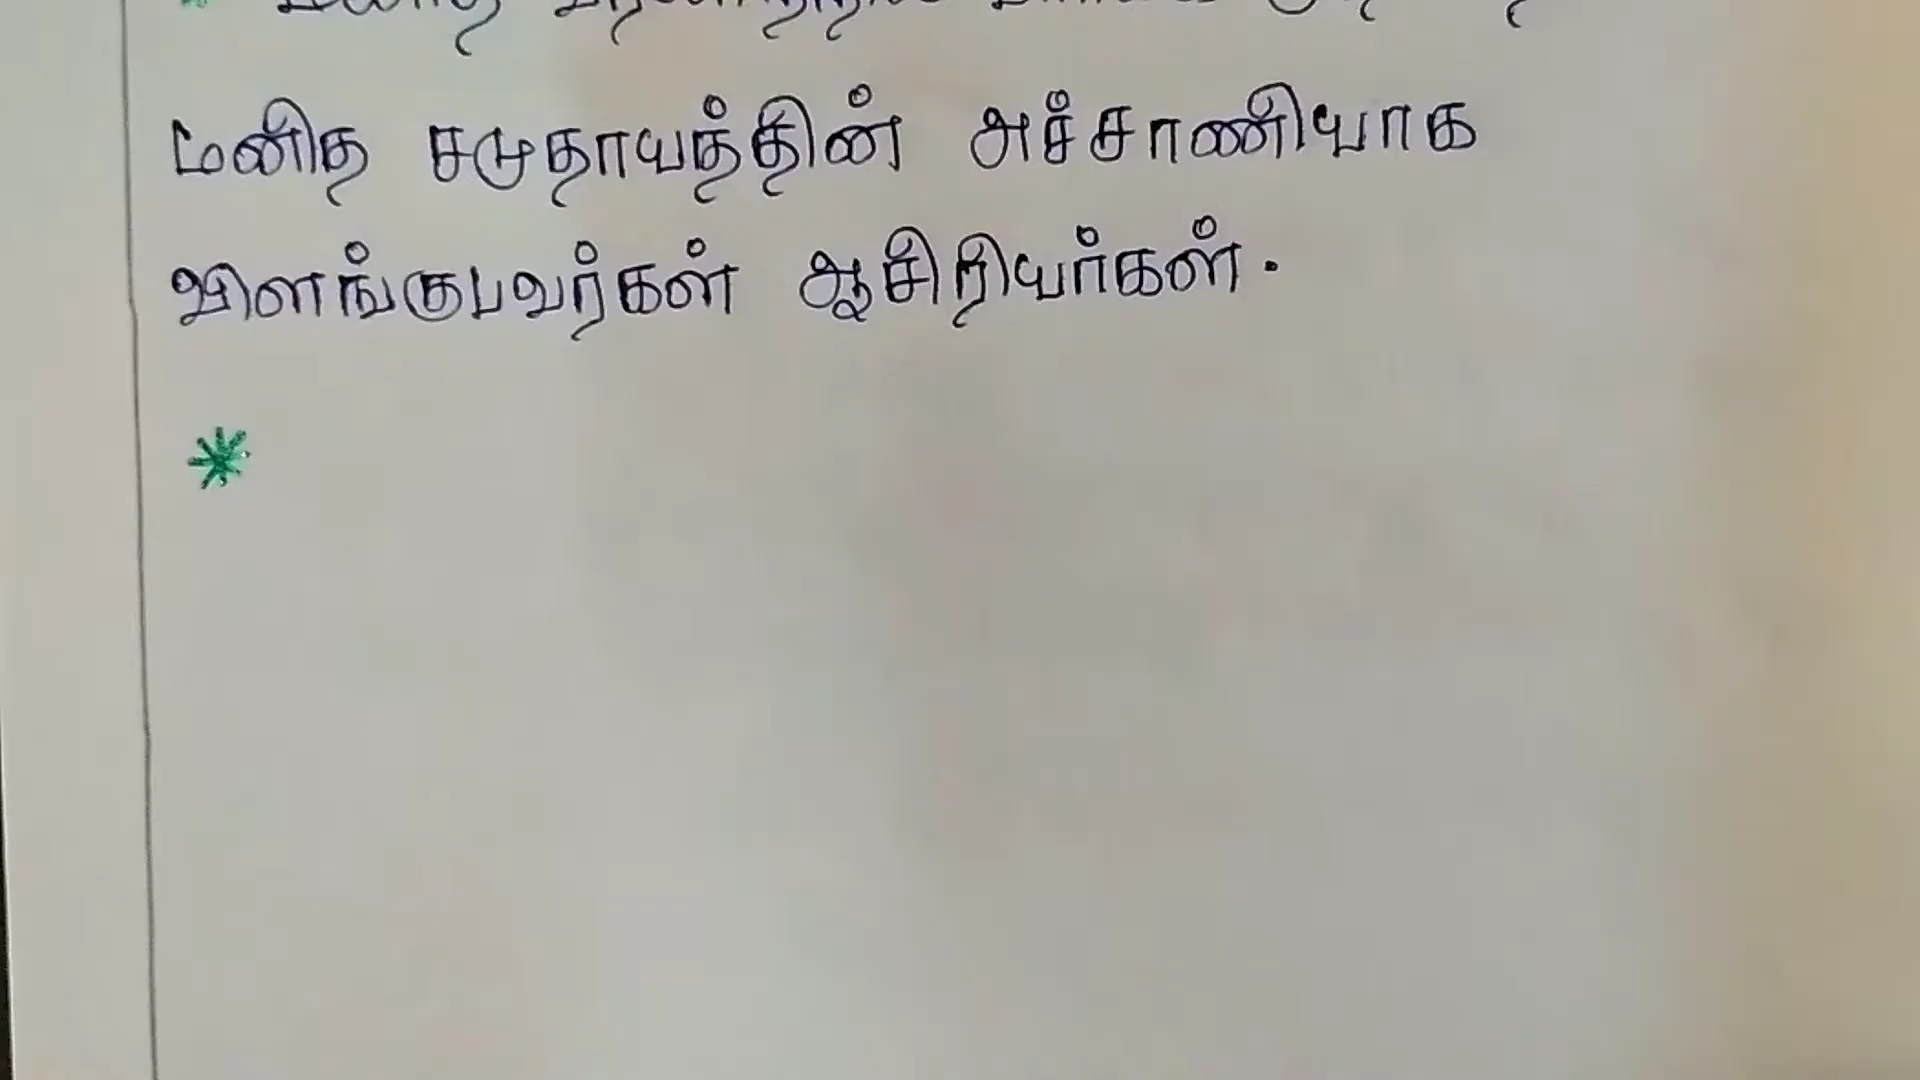 மனித சமுதாயத்தின் அச்சாணியாக
விளங்குபவர்கள் ஆசிரியர்கள்.
*